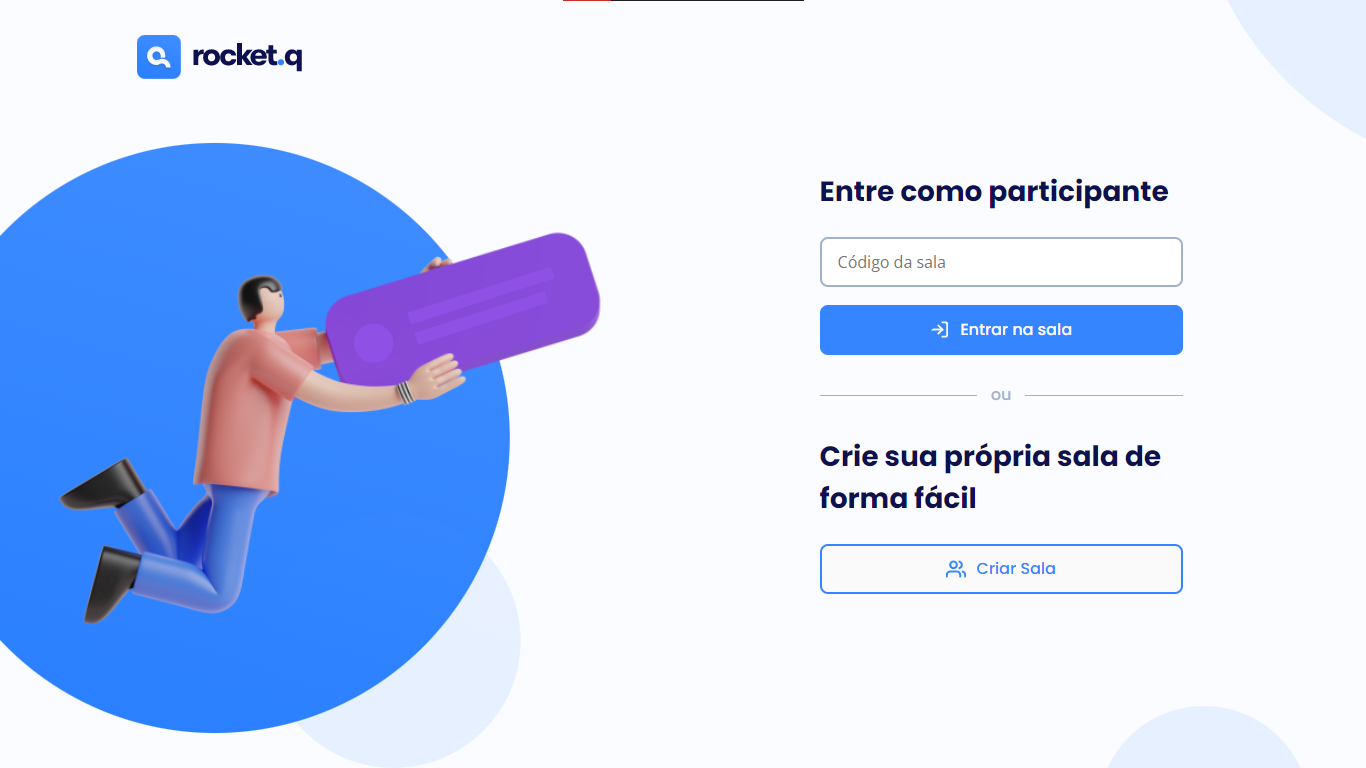 rocket.q
Entre como participante
Código da sala
Entrar na sala
ou
Crie sua própria sala de
forma fácil
Criar Sala